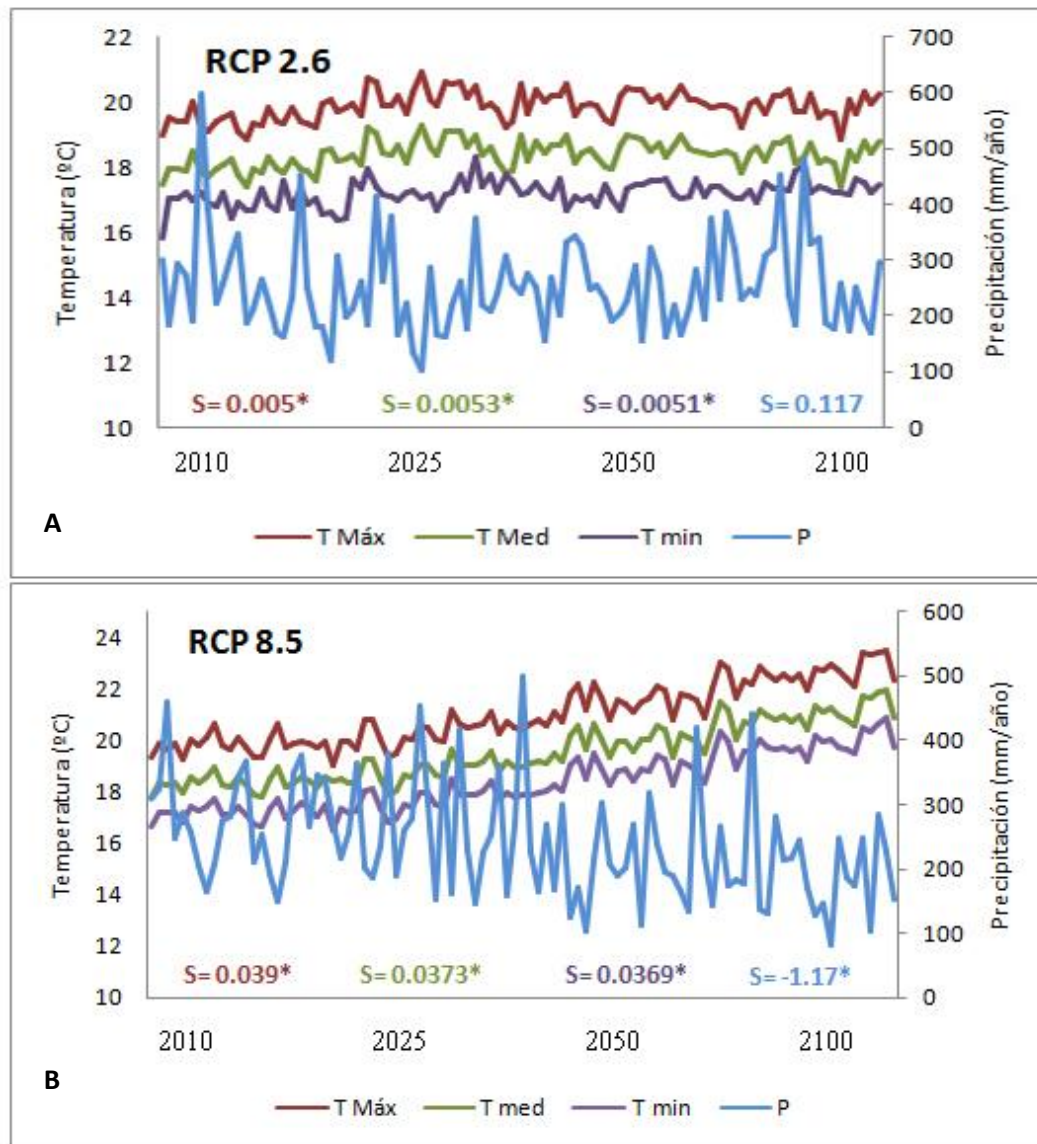 RCP 2.6
Temperatura (ºC)
22
20
18
16
14
12
10
Precipitación (mm/año)
700
600
500
400
300
200
100
0
S= 0.005* S= 0.0053* S= 0.0051* S= 0.117
2010 2025 2050 2100
A
T Máx T Med T min P
RCP 8.5
Temperatura (ºC)
24
22
20
18
16
14
12
10
Precipitación (mm/año)
600
500
400
300
200
100
0
S= 0.039* S= 0.0373* S= 0.0369* S= -1.17*
2010 2025 2050 2100
B
T Máx T med T min P